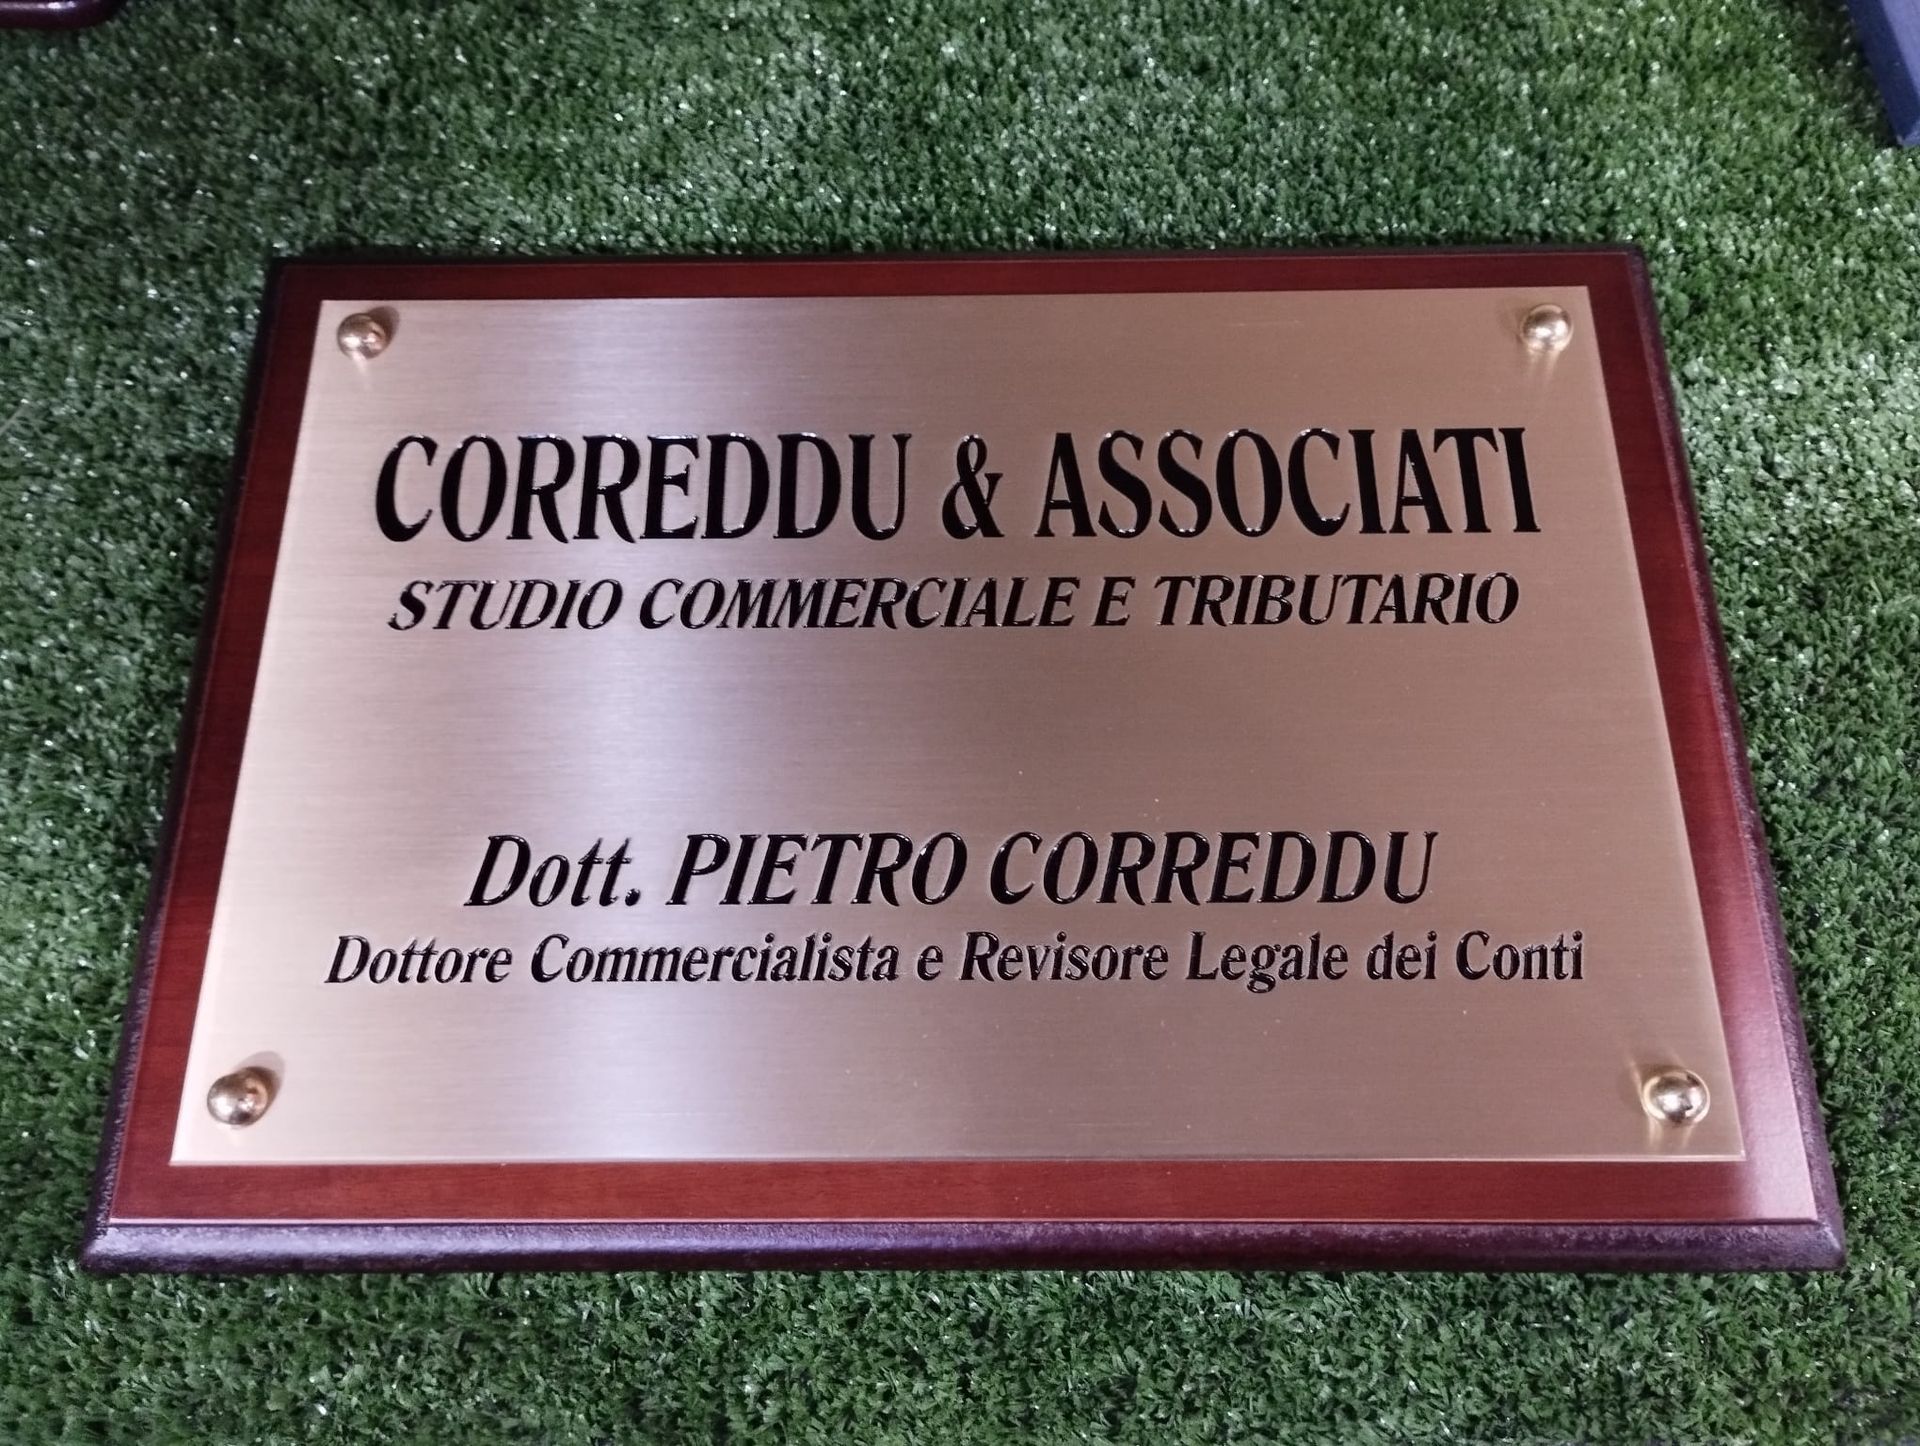 CORREDDU & ASSOCIATI
STUDIO COMMERCIALE E TRIBUTARIO
Dott. PIETRO CORREDDU
Dottore Commercialista e Revisore Legale dei Conti